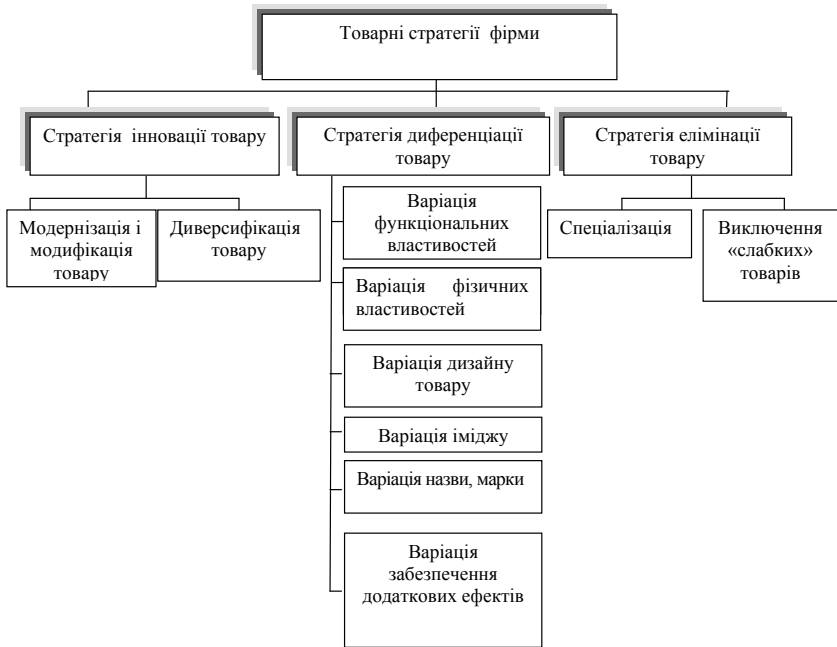 Товарні стратегії фірми
Стратегія інновації товару
Стратегія диференціації
товару
Стратегія елімінації
товару
Модернізація і
модифікація
товару
Диверсифікація
товару
Варіація
функціональних
властивостей
Варіація фізичних
властивостей
Варіація дизайну
товару
Варіація іміджу
Варіація назви, марки
Варіація
забезпечення
додаткових ефектів
Спеціалізація
Виключення
«слабких»
товарів